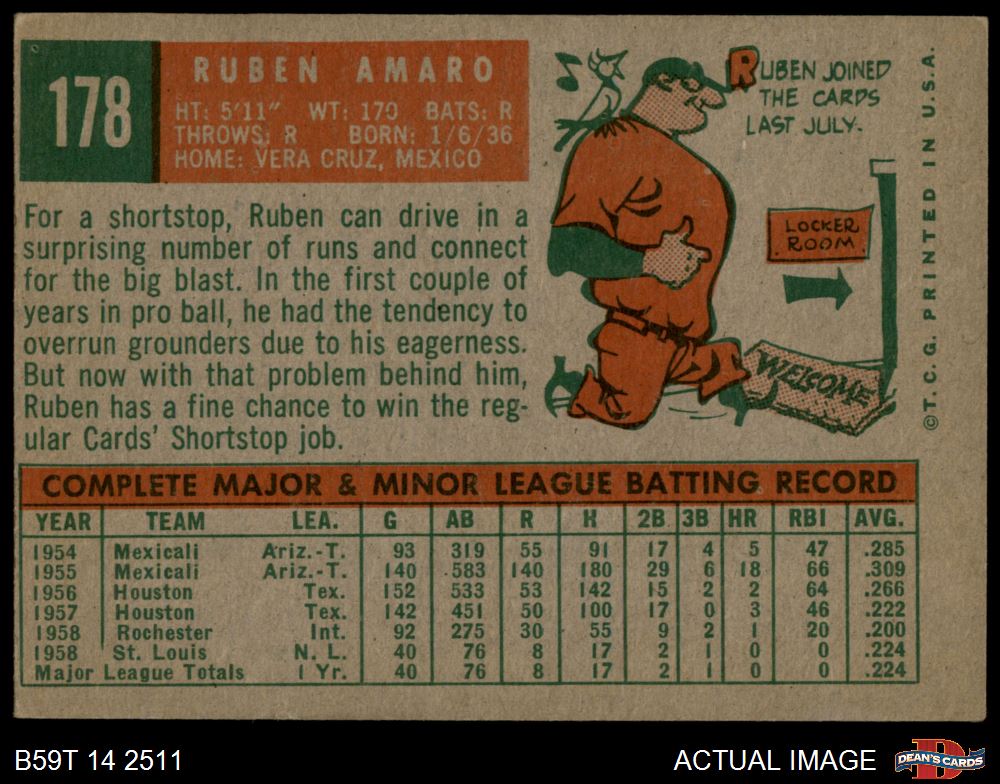 178
RUBEN AMARO
HT: 5'11" WT: 170 BATS: R
THROWS: R BORN: 1/6/36
HOME: VERA CRUZ, MEXICO
For a shortstop, Ruben can drive in a
surprising number of runs and connect
for the big blast. In the first couple of
years in pro ball, he had the tendency to
overrun grounders due to his eagerness.
But now with that problem behind him,
Ruben has a fine chance to win the reg-
ular Cards' Shortstop job.
RUBEN JOINED
THE CARDS
LAST JULY.
LOCKER
ROOM
WELCOME
©T. C. G. PRINTED IN U.S.A.
COMPLETE MAJOR & MINOR LEAGUE BATTING RECORD
YEAR TEAM LEA. G AB R H 2B 3B HR RBI AVG.
1954 Mexicali Ariz.-T. 93 319 55 91 17 4 5 47 .285
1955 Mexicali Ariz.-T. 140 583 140 180 29 6 18 66 .309
1956 Houston Tex. 152 533 53 142 15 2 2 64 .266
1957 Houston Tex. 142 451 50 100 17 0 3 46 .222
1958 Rochester Int. 92 275 30 55 9 2 1 20 .200
1958 St. Louis N. L. 40 76 8 17 2 1 0 0 .224
Major League Totals 1 Yr. 40 76 8 17 2 1 0 0 .224
B59T 14 2511
ACTUAL IMAGE
D
DEAN'S CARDS